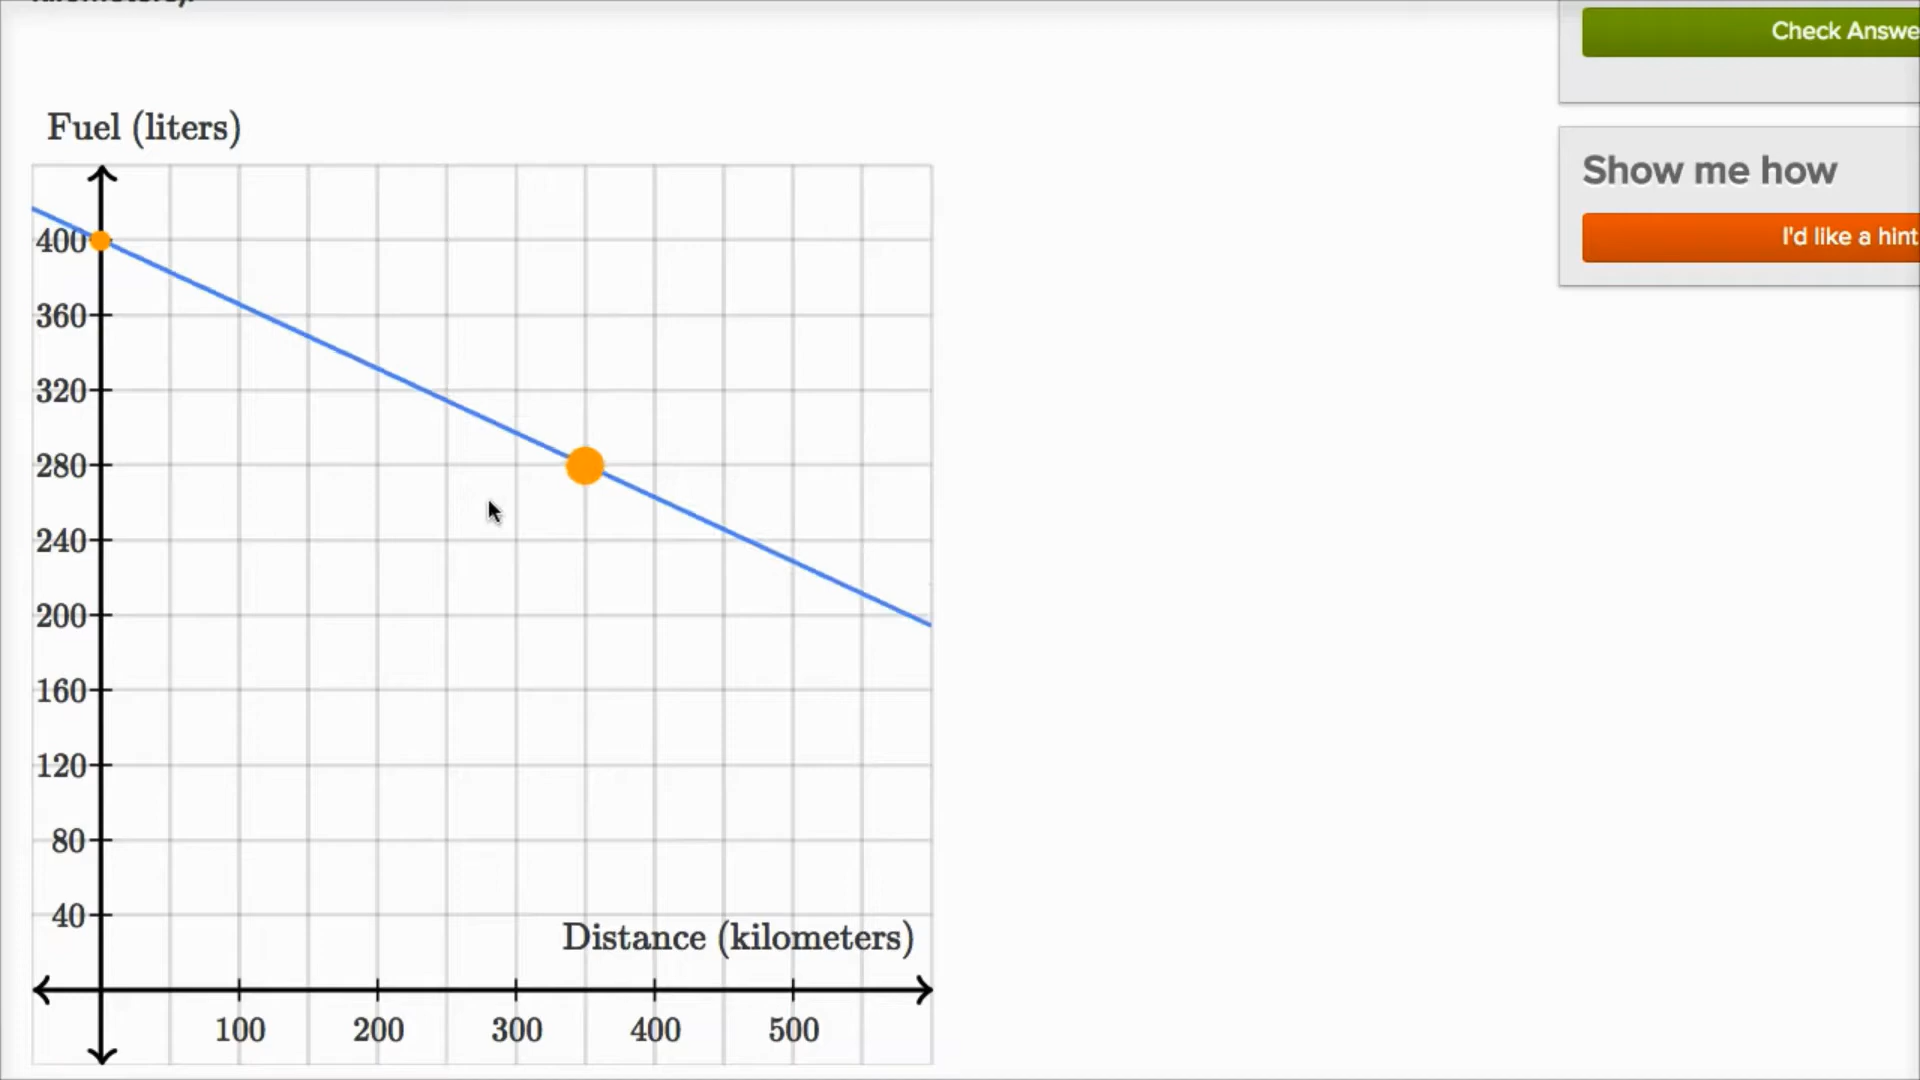 Check Answe
Fuel (liters)
Show me how
I'd like a hint
400
360
320
280
240
200
160
120
80
40
Distance (kilometers)
100 200 300 400 500